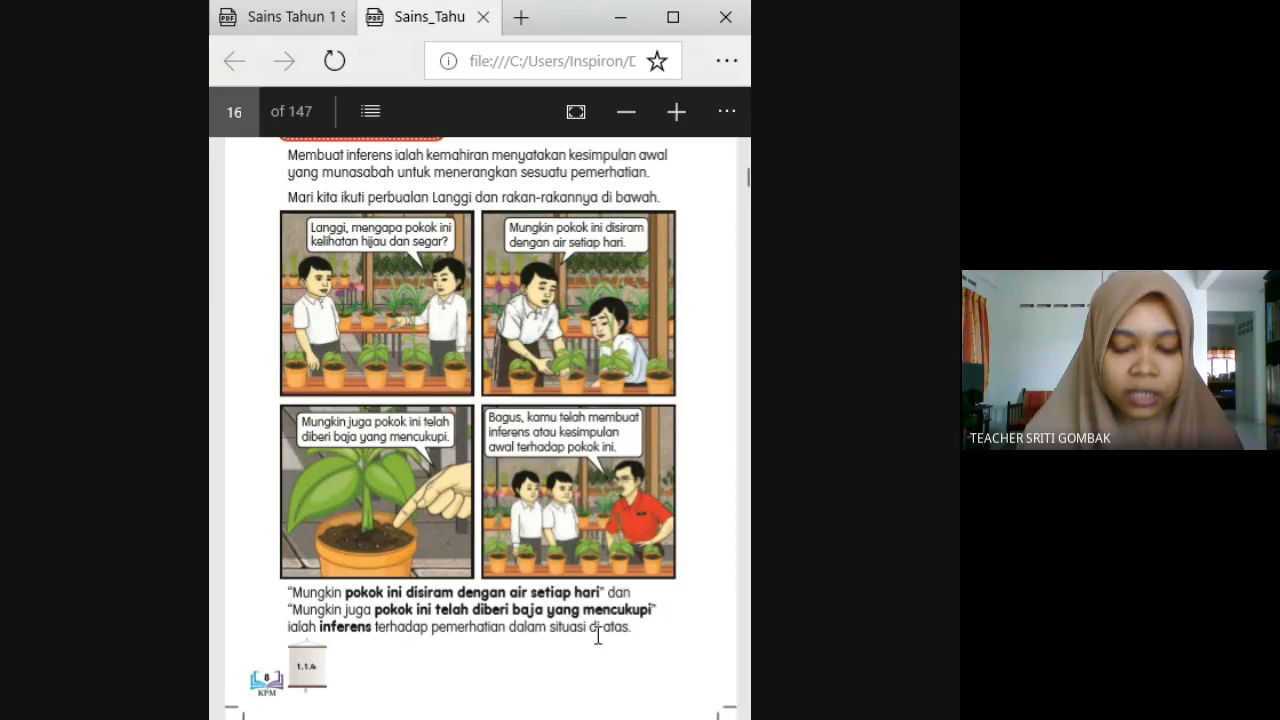 Sains Tahun 1 S
Sains_Tahu
file:///C:/Users/Inspiron/D
16 of 147
Membuat inferens ialah kemahiran menyatakan kesimpulan awal
yang munasabah untuk menerangkan sesuatu pemerhatian.
Mari kita ikuti perbualan Langgi dan rakan-rakannya di bawah.
Langgi, mengapa pokok ini
kelihatan hijau dan segar?
Mungkin pokok ini disiram
dengan air setiap hari.
Mungkin juga pokok ini telah
diberi baja yang mencukupi.
Bagus, kamu telah membuat
inferens atau kesimpulan
awal terhadap pokok ini.
“Mungkin pokok ini disiram dengan air setiap hari” dan
“Mungkin juga pokok ini telah diberi baja yang mencukupi”
ialah inferens terhadap pemerhatian dalam situasi di atas.
1.1.4
8
KPM
TEACHER SRITI GOMBAK